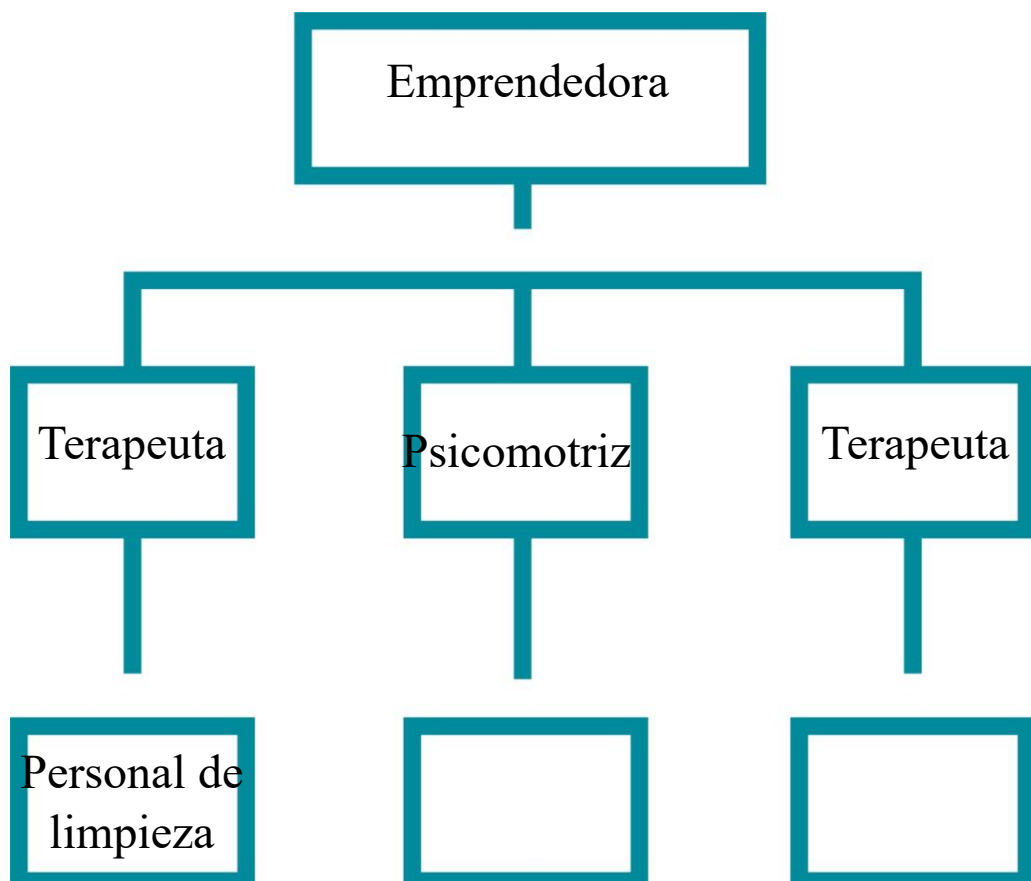 Emprendedora
Terapeuta
Psicomotriz
Terapeuta
Personal de
limpieza